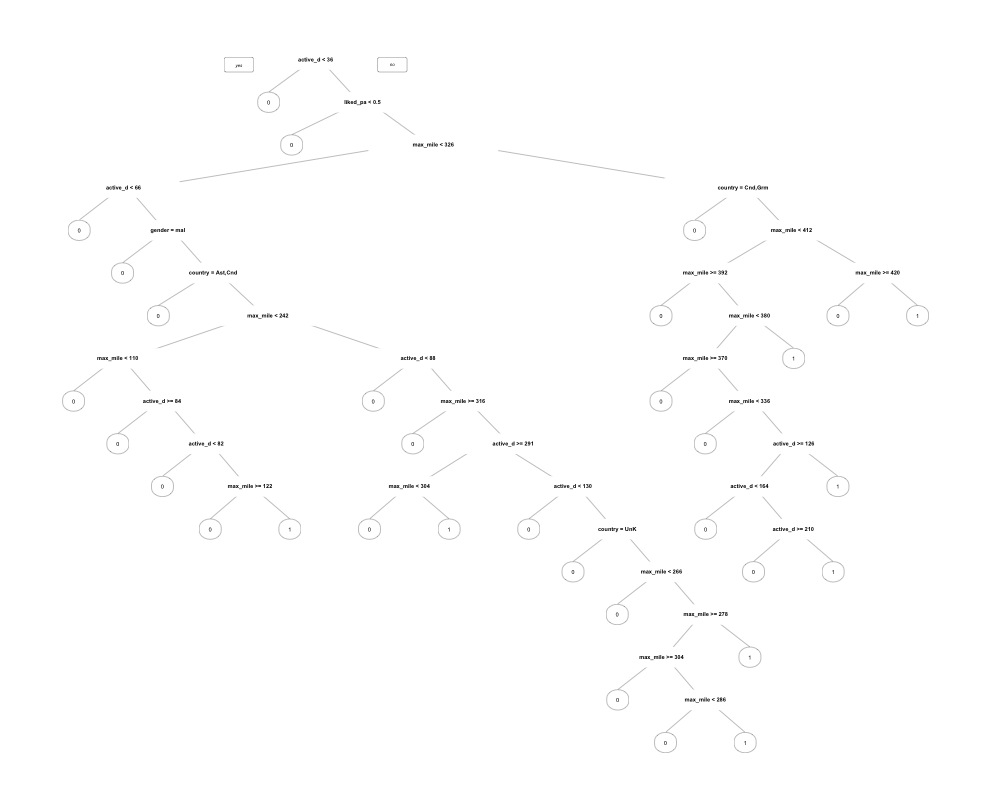 yes active_d < 36 no
0 liked_pa < 0.5
0 max_mile < 326
active_d < 66 country = Cnd,Grm
0 gender = mal 0 max_mile < 412
0 country = Ast,Cnd max_mile >= 392 max_mile >= 420
0 max_mile < 242 0 max_mile < 380 0 1
max_mile < 110 active_d < 88 max_mile >= 370 1
0 active_d >= 84 0 max_mile >= 316 0 max_mile < 336
0 active_d < 82 0 active_d >= 291 0 active_d >= 126
0 max_mile >= 122 max_mile < 304 active_d < 130 active_d < 164 1
0 1 0 1 0 country = UnK 0 active_d >= 210
0 max_mile < 266 0 1
0 max_mile >= 278
max_mile >= 304 1
0 max_mile < 286
0 1